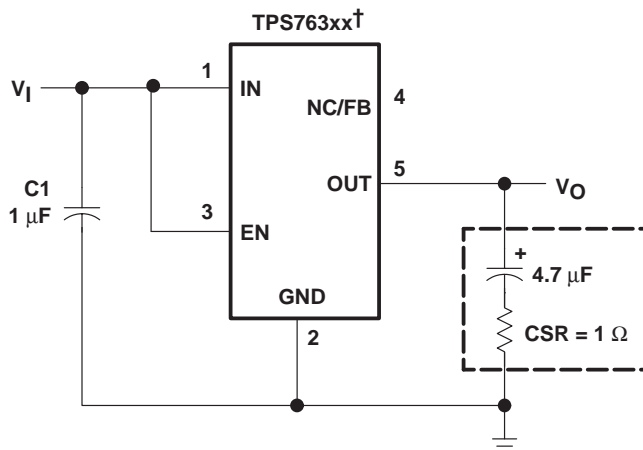 TPS763xx†
VI
1
IN
NC/FB
4
C1
1 μF
OUT
5
VO
3
EN
+
4.7 μF
GND
2
CSR = 1 Ω